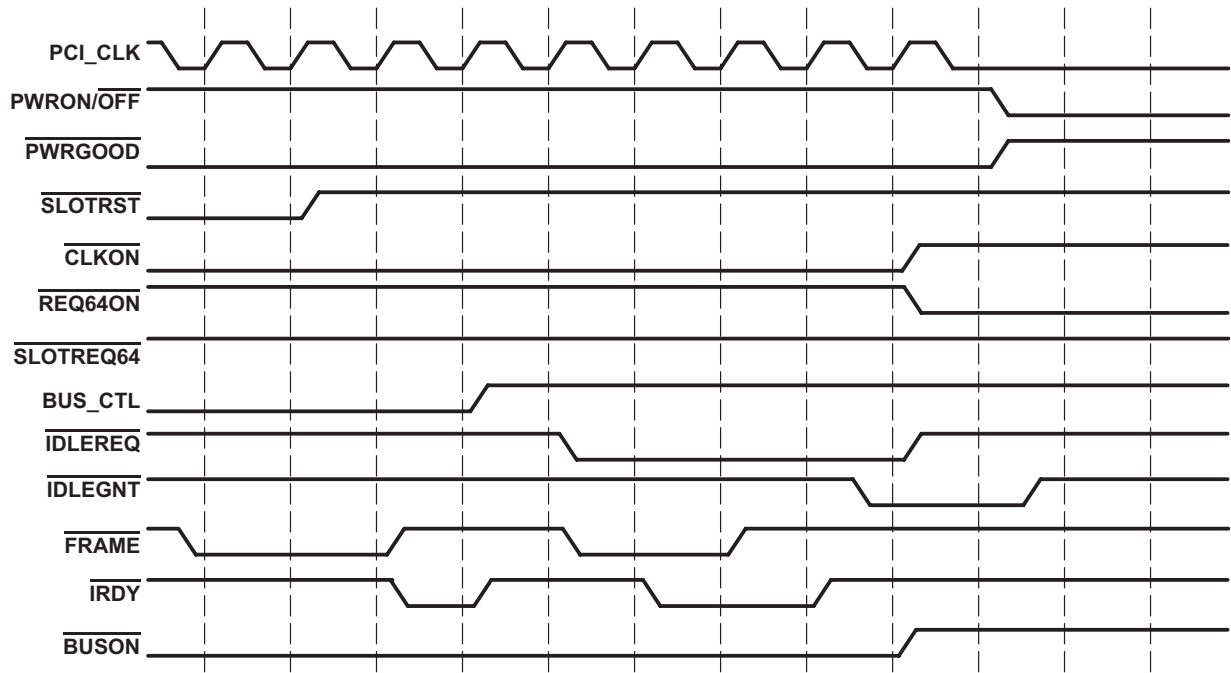 PCI_CLK
PWRON/OFF
PWRGOOD
SLOTRST
CLKON
REQ64ON
SLOTREQ64
BUS_CTL
IDLEREQ
IDLEGNT
FRAME
IRDY
BUSON